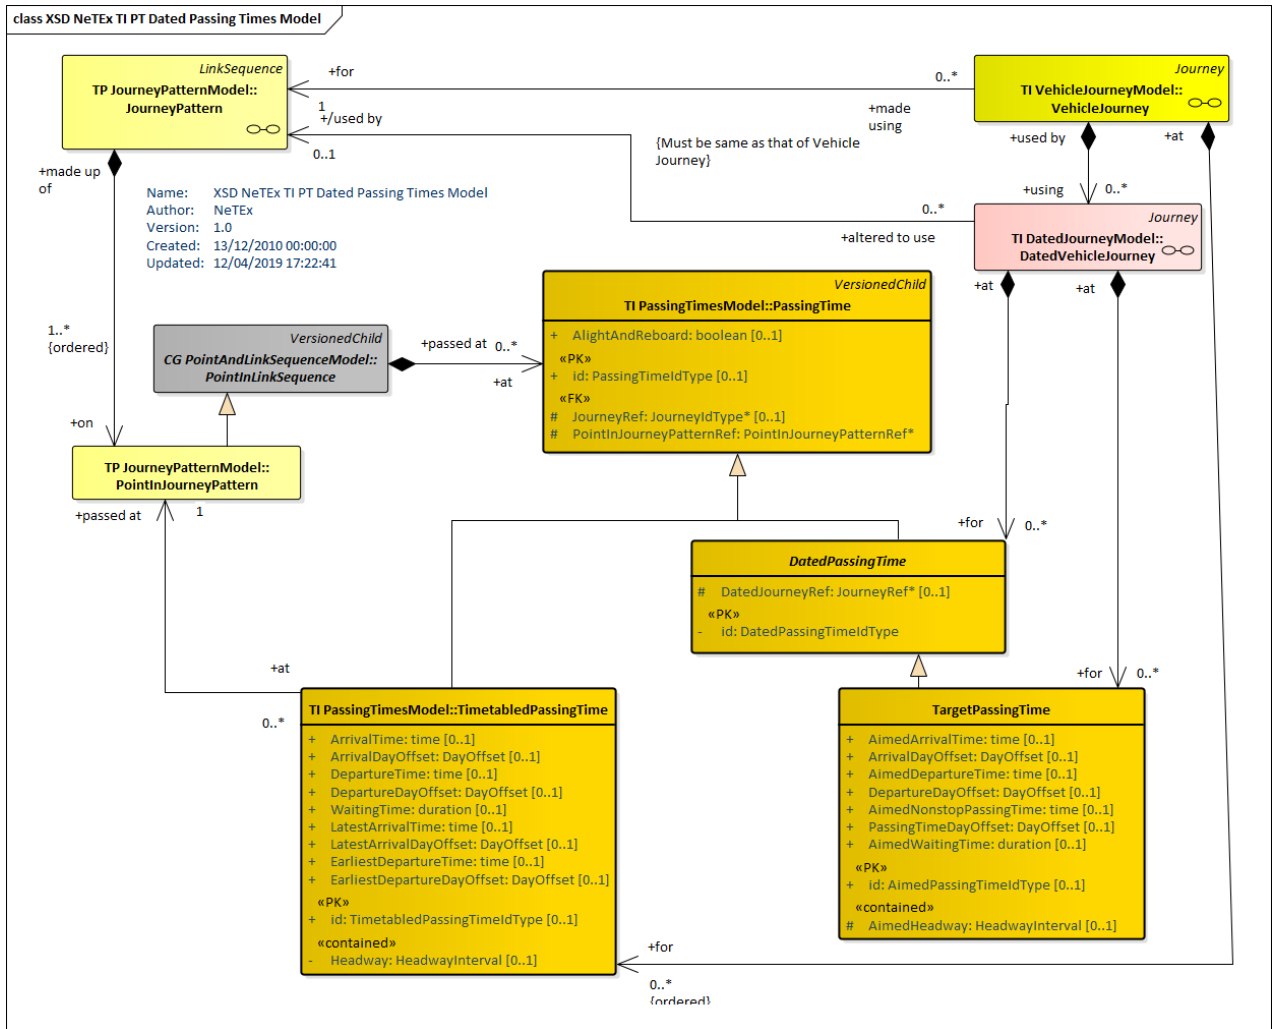 class XSD NeTEx TI PT Dated Passing Times Model
LinkSequence
TP JourneyPatternModel::
JourneyPattern
+for
1
+/used by
0..1
0..*
+made
using
{Must be same as that of Vehicle
Journey}
Journey
TI VehicleJourneyModel::
VehicleJourney
+used by
+at
+using
0..*
0..*
+altered to use
Journey
TI DatedJourneyModel::
DatedVehicleJourney
+at
+at
+made up
of
Name: XSD NeTEx TI PT Dated Passing Times Model
Author: NeTEx
Version: 1.0
Created: 13/12/2010 00:00:00
Updated: 12/04/2019 17:22:41
1..*
{ordered}
+on
VersionedChild
CG PointAndLinkSequenceModel::
PointInLinkSequence
+passed at
0..*
+at
VersionedChild
TI PassingTimesModel::PassingTime
+ AlightAndReboard: boolean [0..1]
«PK»
+ id: PassingTimeIdType [0..1]
«FK»
# JourneyRef: JourneyIdType* [0..1]
# PointInJourneyPatternRef: PointInJourneyPatternRef*
TP JourneyPatternModel::
PointInJourneyPattern
+passed at
1
+for
0..*
DatedPassingTime
# DatedJourneyRef: JourneyRef* [0..1]
«PK»
- id: DatedPassingTimeIdType
+at
0..*
+for
0..*
TI PassingTimesModel::TimetabledPassingTime
+ ArrivalTime: time [0..1]
+ ArrivalDayOffset: DayOffset [0..1]
+ DepartureTime: time [0..1]
+ DepartureDayOffset: DayOffset [0..1]
+ WaitingTime: duration [0..1]
+ LatestArrivalTime: time [0..1]
+ LatestArrivalDayOffset: DayOffset [0..1]
+ EarliestDepartureTime: time [0..1]
+ EarliestDepartureDayOffset: DayOffset [0..1]
«PK»
+ id: TimetabledPassingTimeIdType [0..1]
«contained»
- Headway: HeadwayInterval [0..1]
TargetPassingTime
+ AimedArrivalTime: time [0..1]
+ ArrivalDayOffset: DayOffset [0..1]
+ AimedDepartureTime: time [0..1]
+ DepartureDayOffset: DayOffset [0..1]
+ AimedNonstopPassingTime: time [0..1]
+ PassingTimeDayOffset: DayOffset [0..1]
+ AimedWaitingTime: duration [0..1]
«PK»
+ id: AimedPassingTimeIdType [0..1]
«contained»
# AimedHeadway: HeadwayInterval [0..1]
+for
0..*
{ordered}